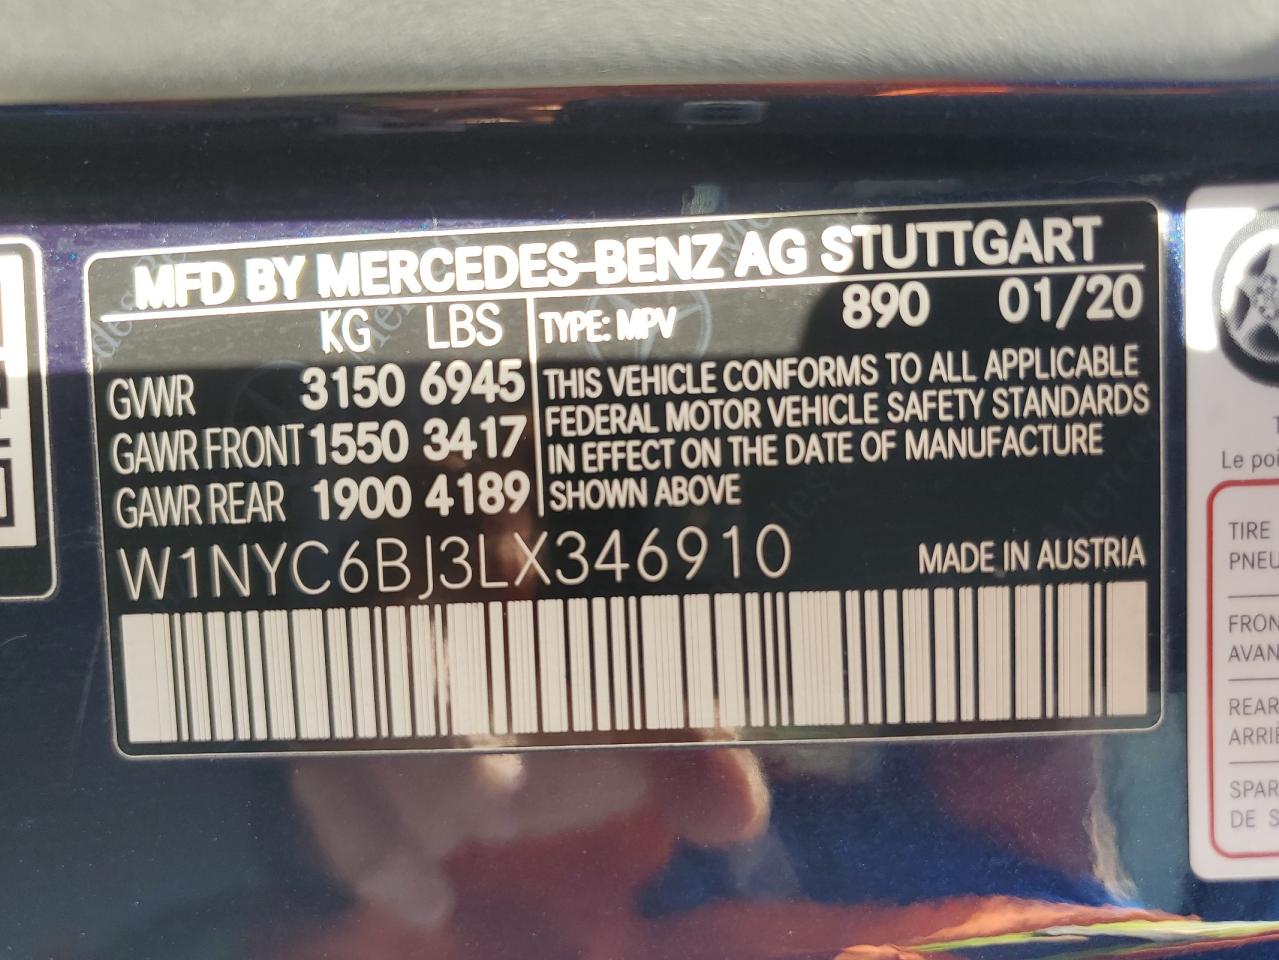 MFD BY MERCEDES-BENZ AG STUTTGART
KG LBS
TYPE: MPV 890 01/20
GVWR 3150 6945
GAWR FRONT 1550 3417
GAWR REAR 1900 4189
THIS VEHICLE CONFORMS TO ALL APPLICABLE
FEDERAL MOTOR VEHICLE SAFETY STANDARDS
IN EFFECT ON THE DATE OF MANUFACTURE
SHOWN ABOVE
W1NYC6BJ3LX346910
MADE IN AUSTRIA
Le poi
TIRE
PNEU
FRON
AVAN
REAR
ARRIE
SPAR
DE S